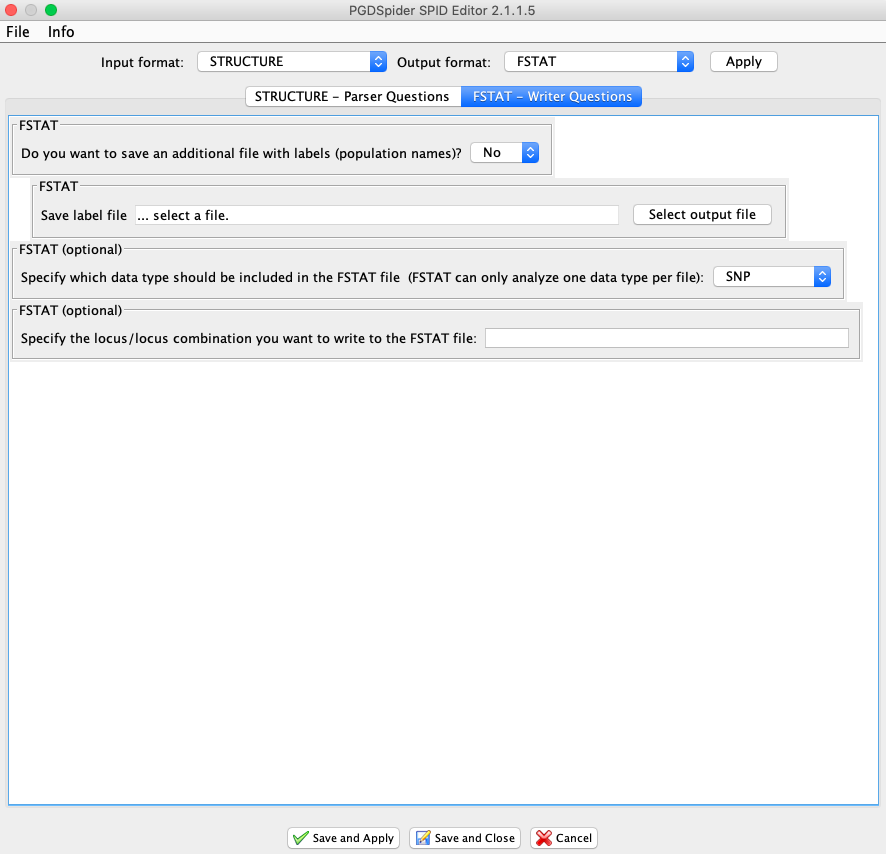 PGDSpider SPID Editor 2.1.1.5
File Info
Input format: STRUCTURE Output format: FSTAT Apply
STRUCTURE - Parser Questions FSTAT - Writer Questions
FSTAT
Do you want to save an additional file with labels (population names)? No
FSTAT
Save label file ... select a file. Select output file
FSTAT (optional)
Specify which data type should be included in the FSTAT file (FSTAT can only analyze one data type per file): SNP
FSTAT (optional)
Specify the locus/locus combination you want to write to the FSTAT file:
Save and Apply Save and Close Cancel